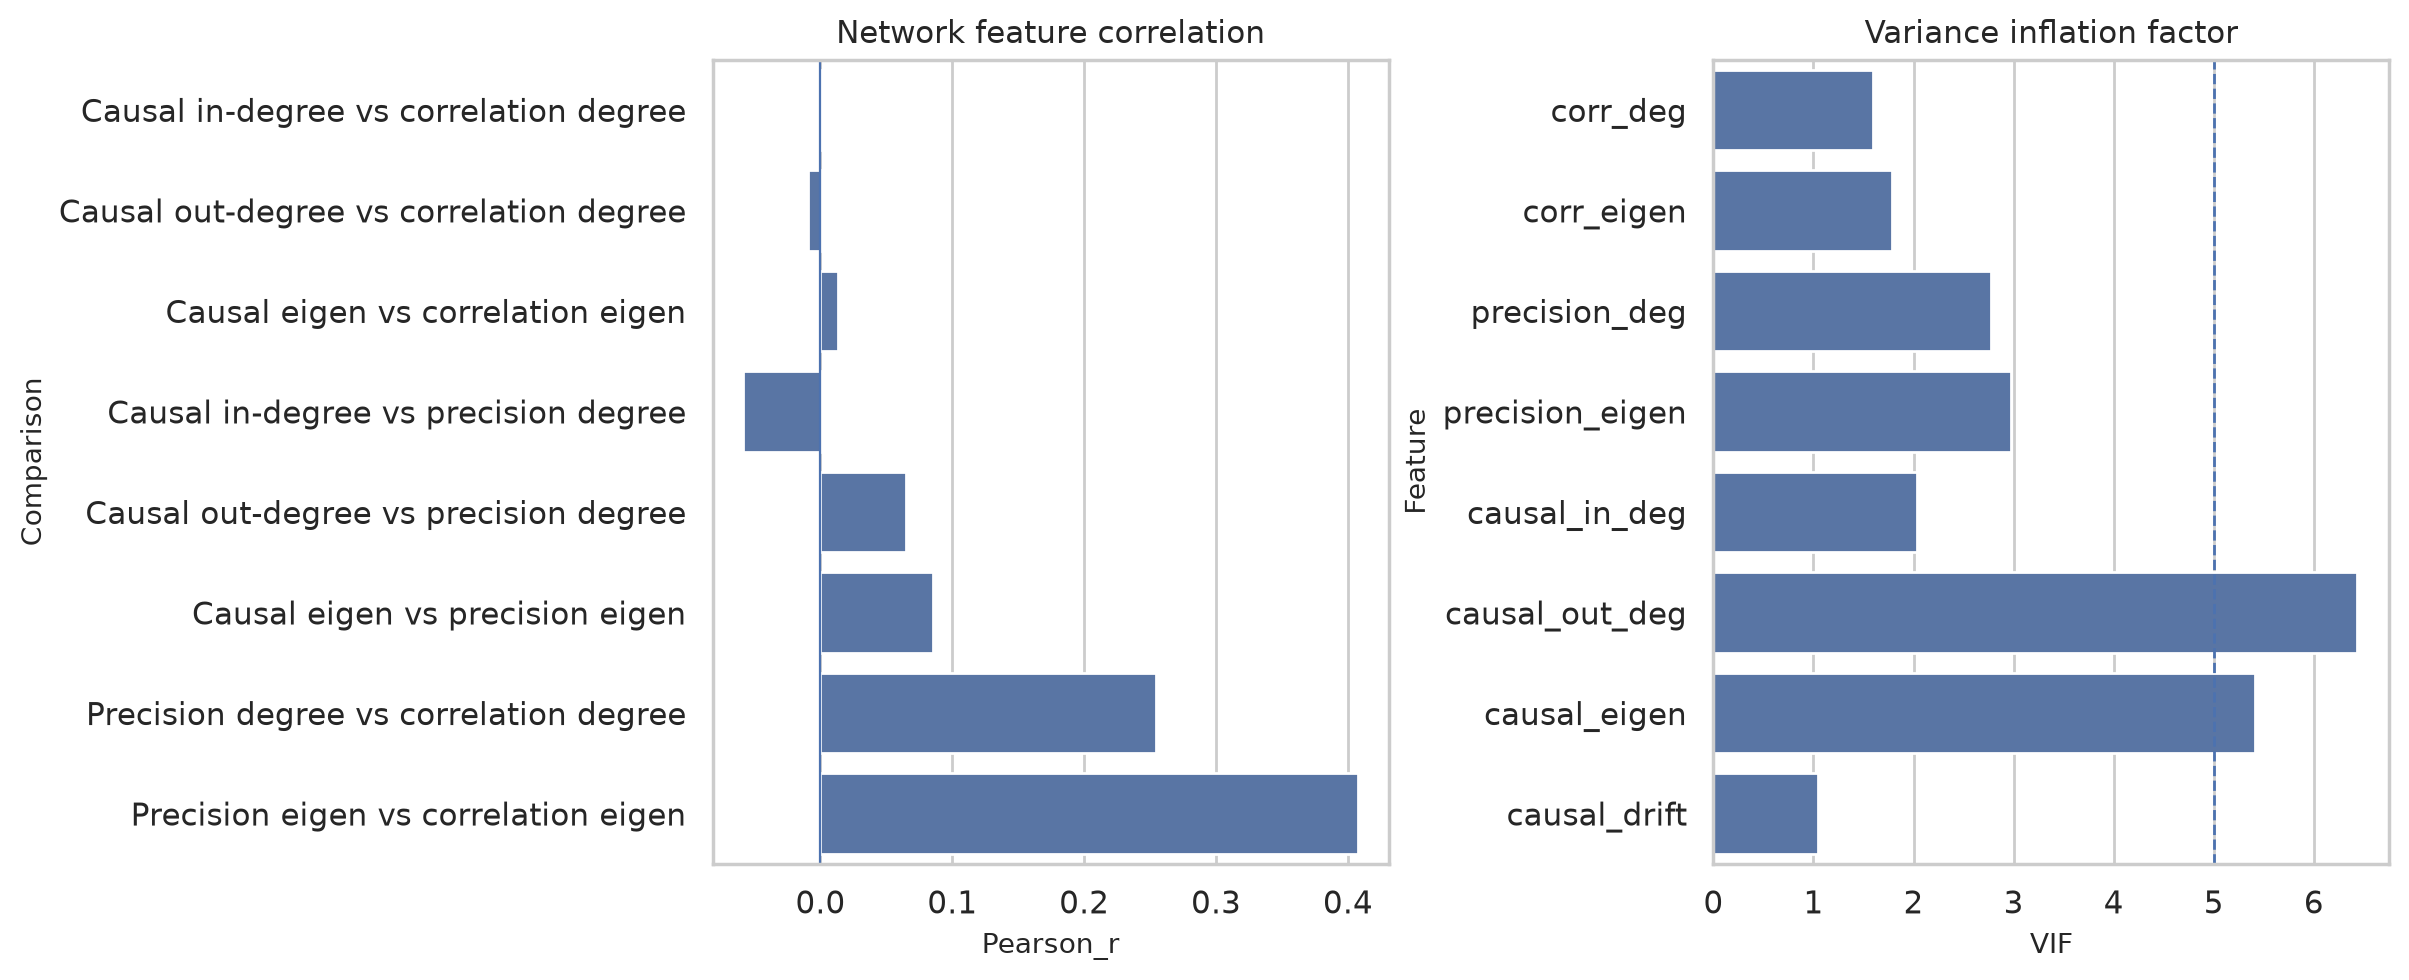 Network feature correlation
Comparison
Causal in-degree vs correlation degree
Causal out-degree vs correlation degree
Causal eigen vs correlation eigen
Causal in-degree vs precision degree
Causal out-degree vs precision degree
Causal eigen vs precision eigen
Precision degree vs correlation degree
Precision eigen vs correlation eigen
0.0 0.1 0.2 0.3 0.4
Pearson_r
Variance inflation factor
Feature
corr_deg
corr_eigen
precision_deg
precision_eigen
causal_in_deg
causal_out_deg
causal_eigen
causal_drift
0 1 2 3 4 5 6
VIF